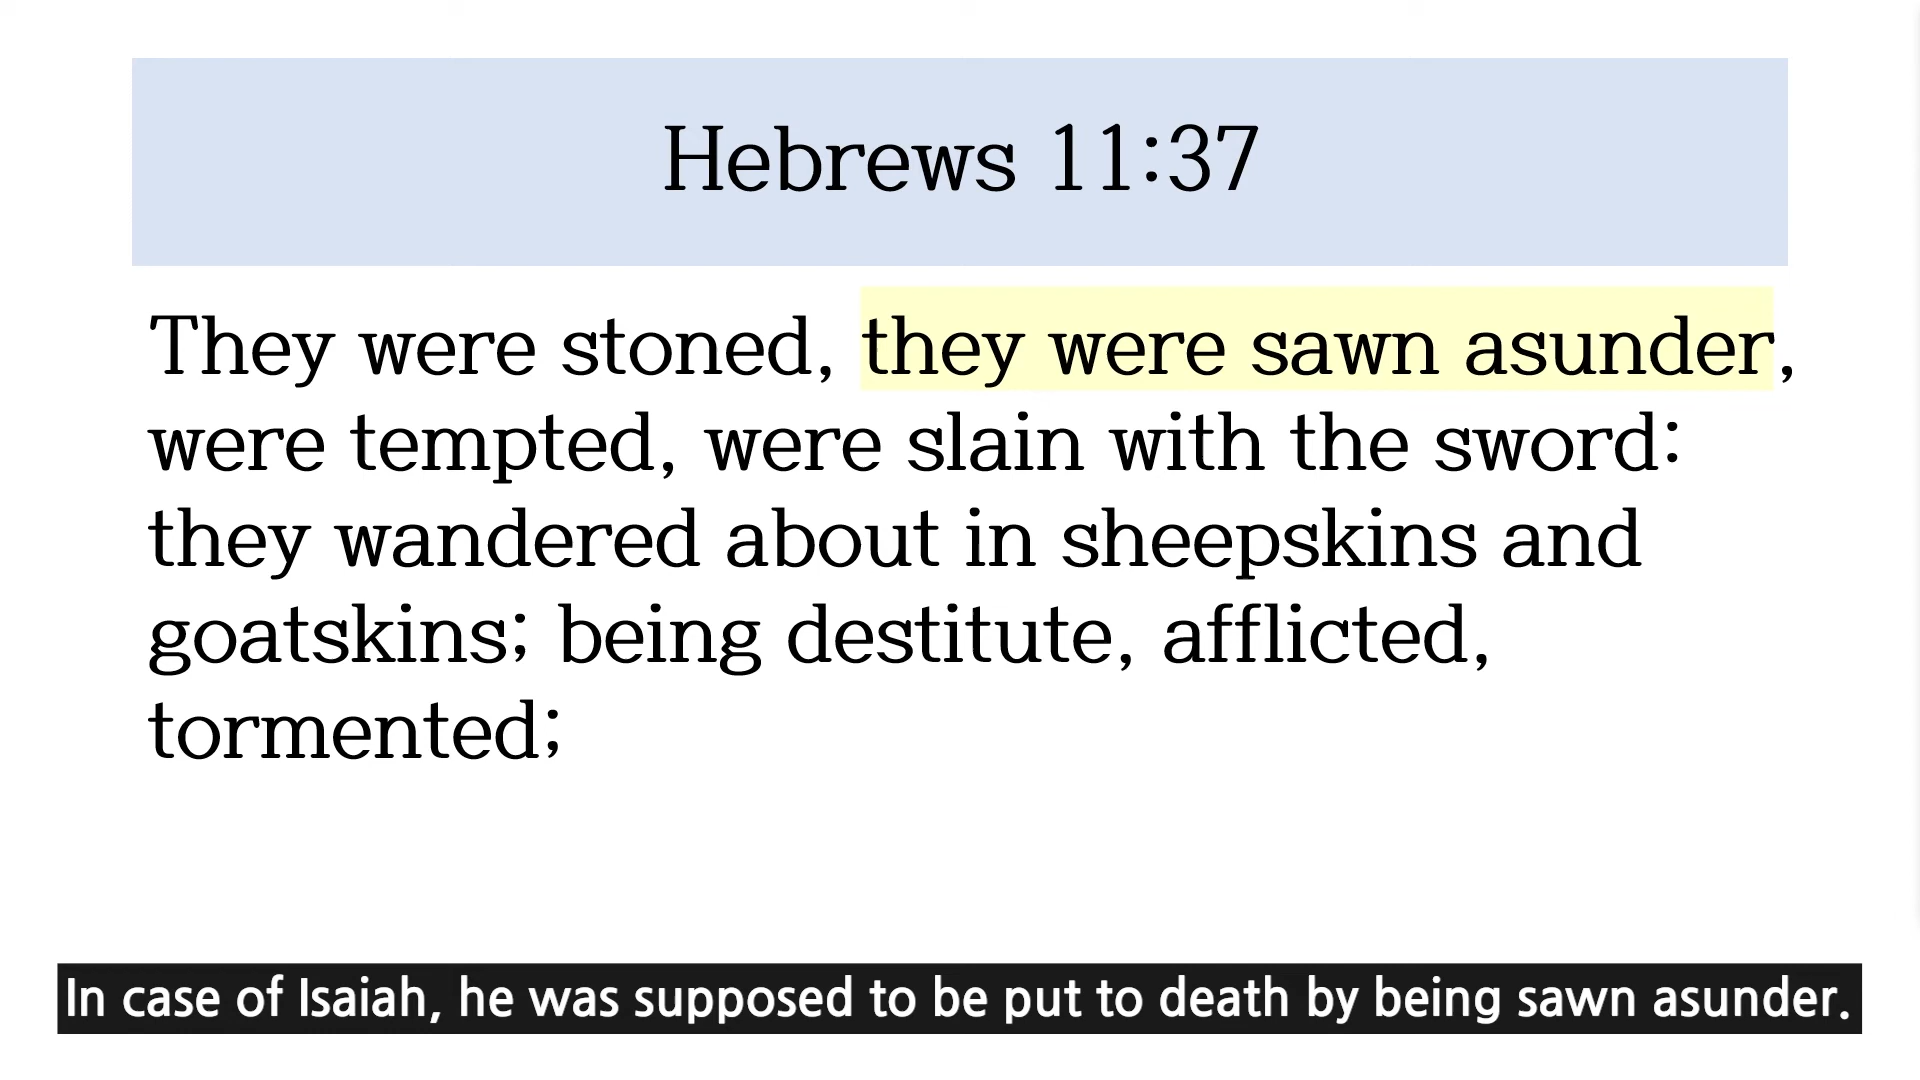 Hebrews 11:37
They were stoned, they were sawn asunder,
were tempted, were slain with the sword:
they wandered about in sheepskins and
goatskins; being destitute, afflicted,
tormented;
In case of Isaiah, he was supposed to be put to death by being sawn asunder.